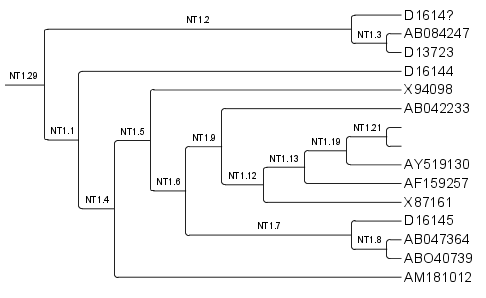 D1614?
NT1.2
AB084247
NT1.3
D13723
D16144
NT1.29
X94098
AB042233
NT1.21
NT1.1
NT1.5
NT1.9
NT1.19
NT1.13
AY519130
NT1.12
AF159257
NT1.6
NT1.4
X87161
D16145
NT1.7
AB047364
NT1.8
ABO40739
AM181012